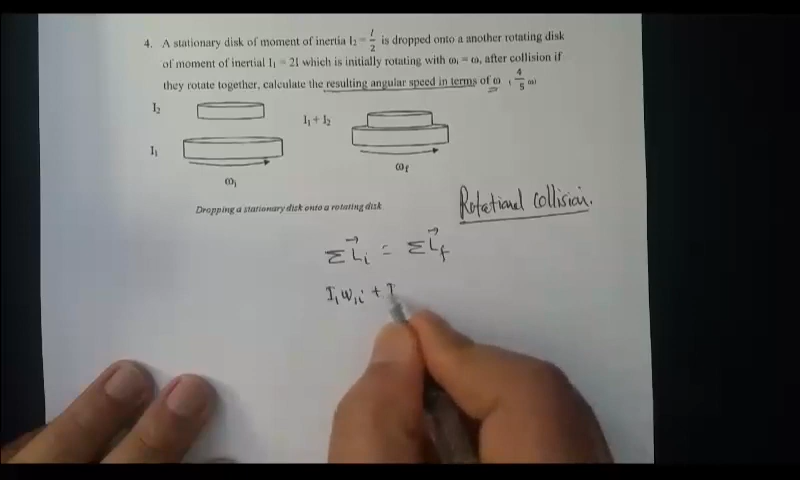 4. A stationary disk of moment of inertia I₂ = I/2 is dropped onto a another rotating disk
of moment of inertial I₁ = 2I which is initially rotating with ωᵢ = ω, after collision if
they rotate together, calculate the resulting angular speed in terms of ω , 4/5 ωi
I₂
I₁ + I₂
I₁
ωf
ωi
Dropping a stationary disk onto a rotating disk
Rotational collision.
ΣL⃗ᵢ = ΣL⃗f
I₁ω₁ᵢ + I